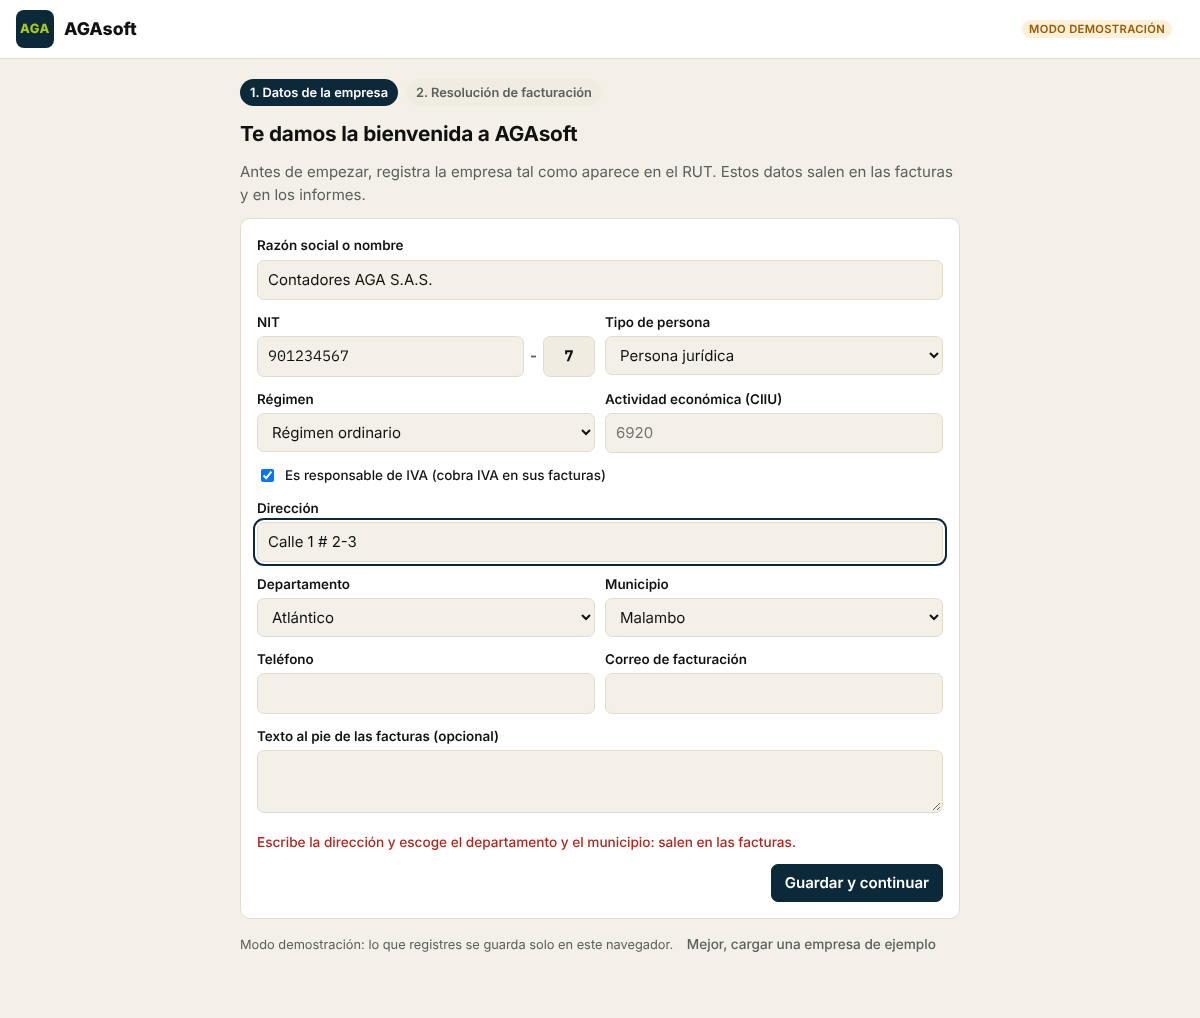 AGA AGAsoft MODO DEMOSTRACIÓN
1. Datos de la empresa 2. Resolución de facturación
Te damos la bienvenida a AGAsoft
Antes de empezar, registra la empresa tal como aparece en el RUT. Estos datos salen en las facturas
y en los informes.
Razón social o nombre
Contadores AGA S.A.S.
NIT Tipo de persona
901234567 - 7 Persona jurídica
Régimen Actividad económica (CIIU)
Régimen ordinario 6920
Es responsable de IVA (cobra IVA en sus facturas)
Dirección
Calle 1 # 2-3
Departamento Municipio
Atlántico Malambo
Teléfono Correo de facturación
Texto al pie de las facturas (opcional)
Escribe la dirección y escoge el departamento y el municipio: salen en las facturas.
Guardar y continuar
Modo demostración: lo que registres se guarda solo en este navegador. Mejor, cargar una empresa de ejemplo